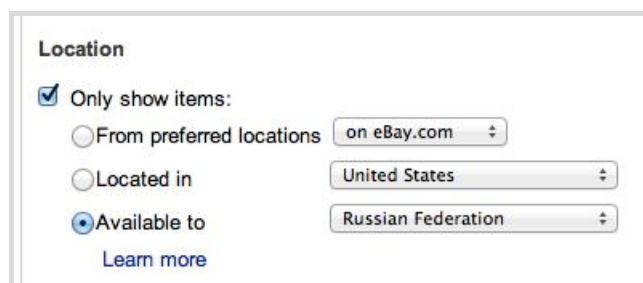 Location
Only show items:
From preferred locations on eBay.com
Located in United States
Available to Russian Federation
Learn more